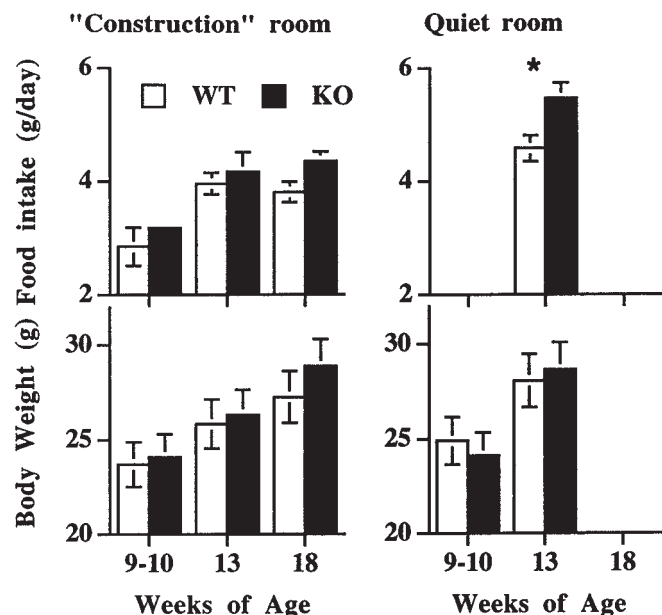 "Construction" room
Quiet room
Food intake (g/day)
6
4
2
WT
KO
6
4
2
*
Body Weight (g)
30
25
20
30
25
20
9-10 13 18
9-10 13 18
Weeks of Age
Weeks of Age